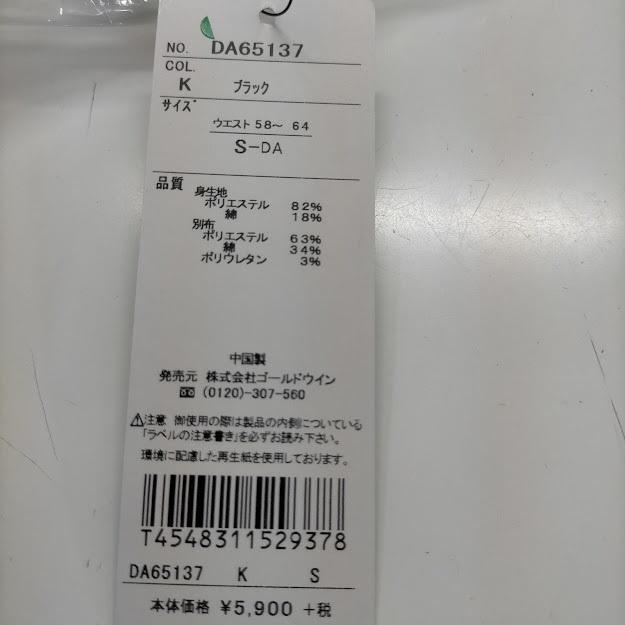 NO. DA65137
COL.
K ブラック
サイズ
ウエスト 58～ 64
S-DA
品質
身生地
ポリエステル 82%
綿 18%
別布
ポリエステル 63%
綿 34%
ポリウレタン 3%
中国製
発売元 株式会社ゴールドウイン
(0120)-307-560
⚠注意 御使用の際は製品の内側についている
「ラベルの注意書き」を必ずお読み下さい。
環境に配慮した再生紙を使用しております。
T4548311529378
DA65137 K S
本体価格 ¥5,900 +税